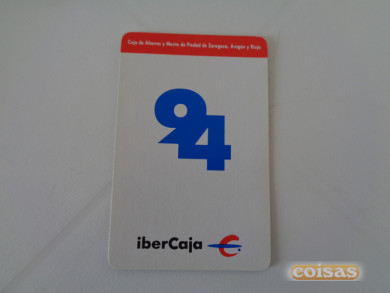 Caja de Ahorros y Monte de Piedad de Zaragoza, Aragón y Rioja
94
iberCaja
coisas